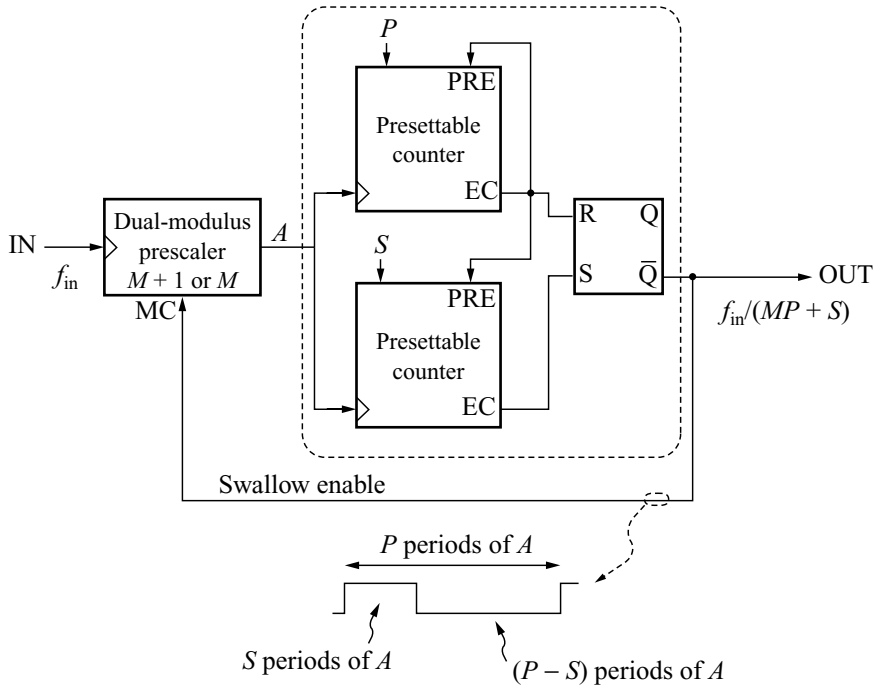 P
PRE
Presettable
counter
EC
IN
f_in
Dual-modulus
prescaler
M + 1 or M
MC
A
S
PRE
Presettable
counter
EC
R Q
S Q̅
OUT
f_in/(MP + S)
Swallow enable
P periods of A
S periods of A
(P − S) periods of A